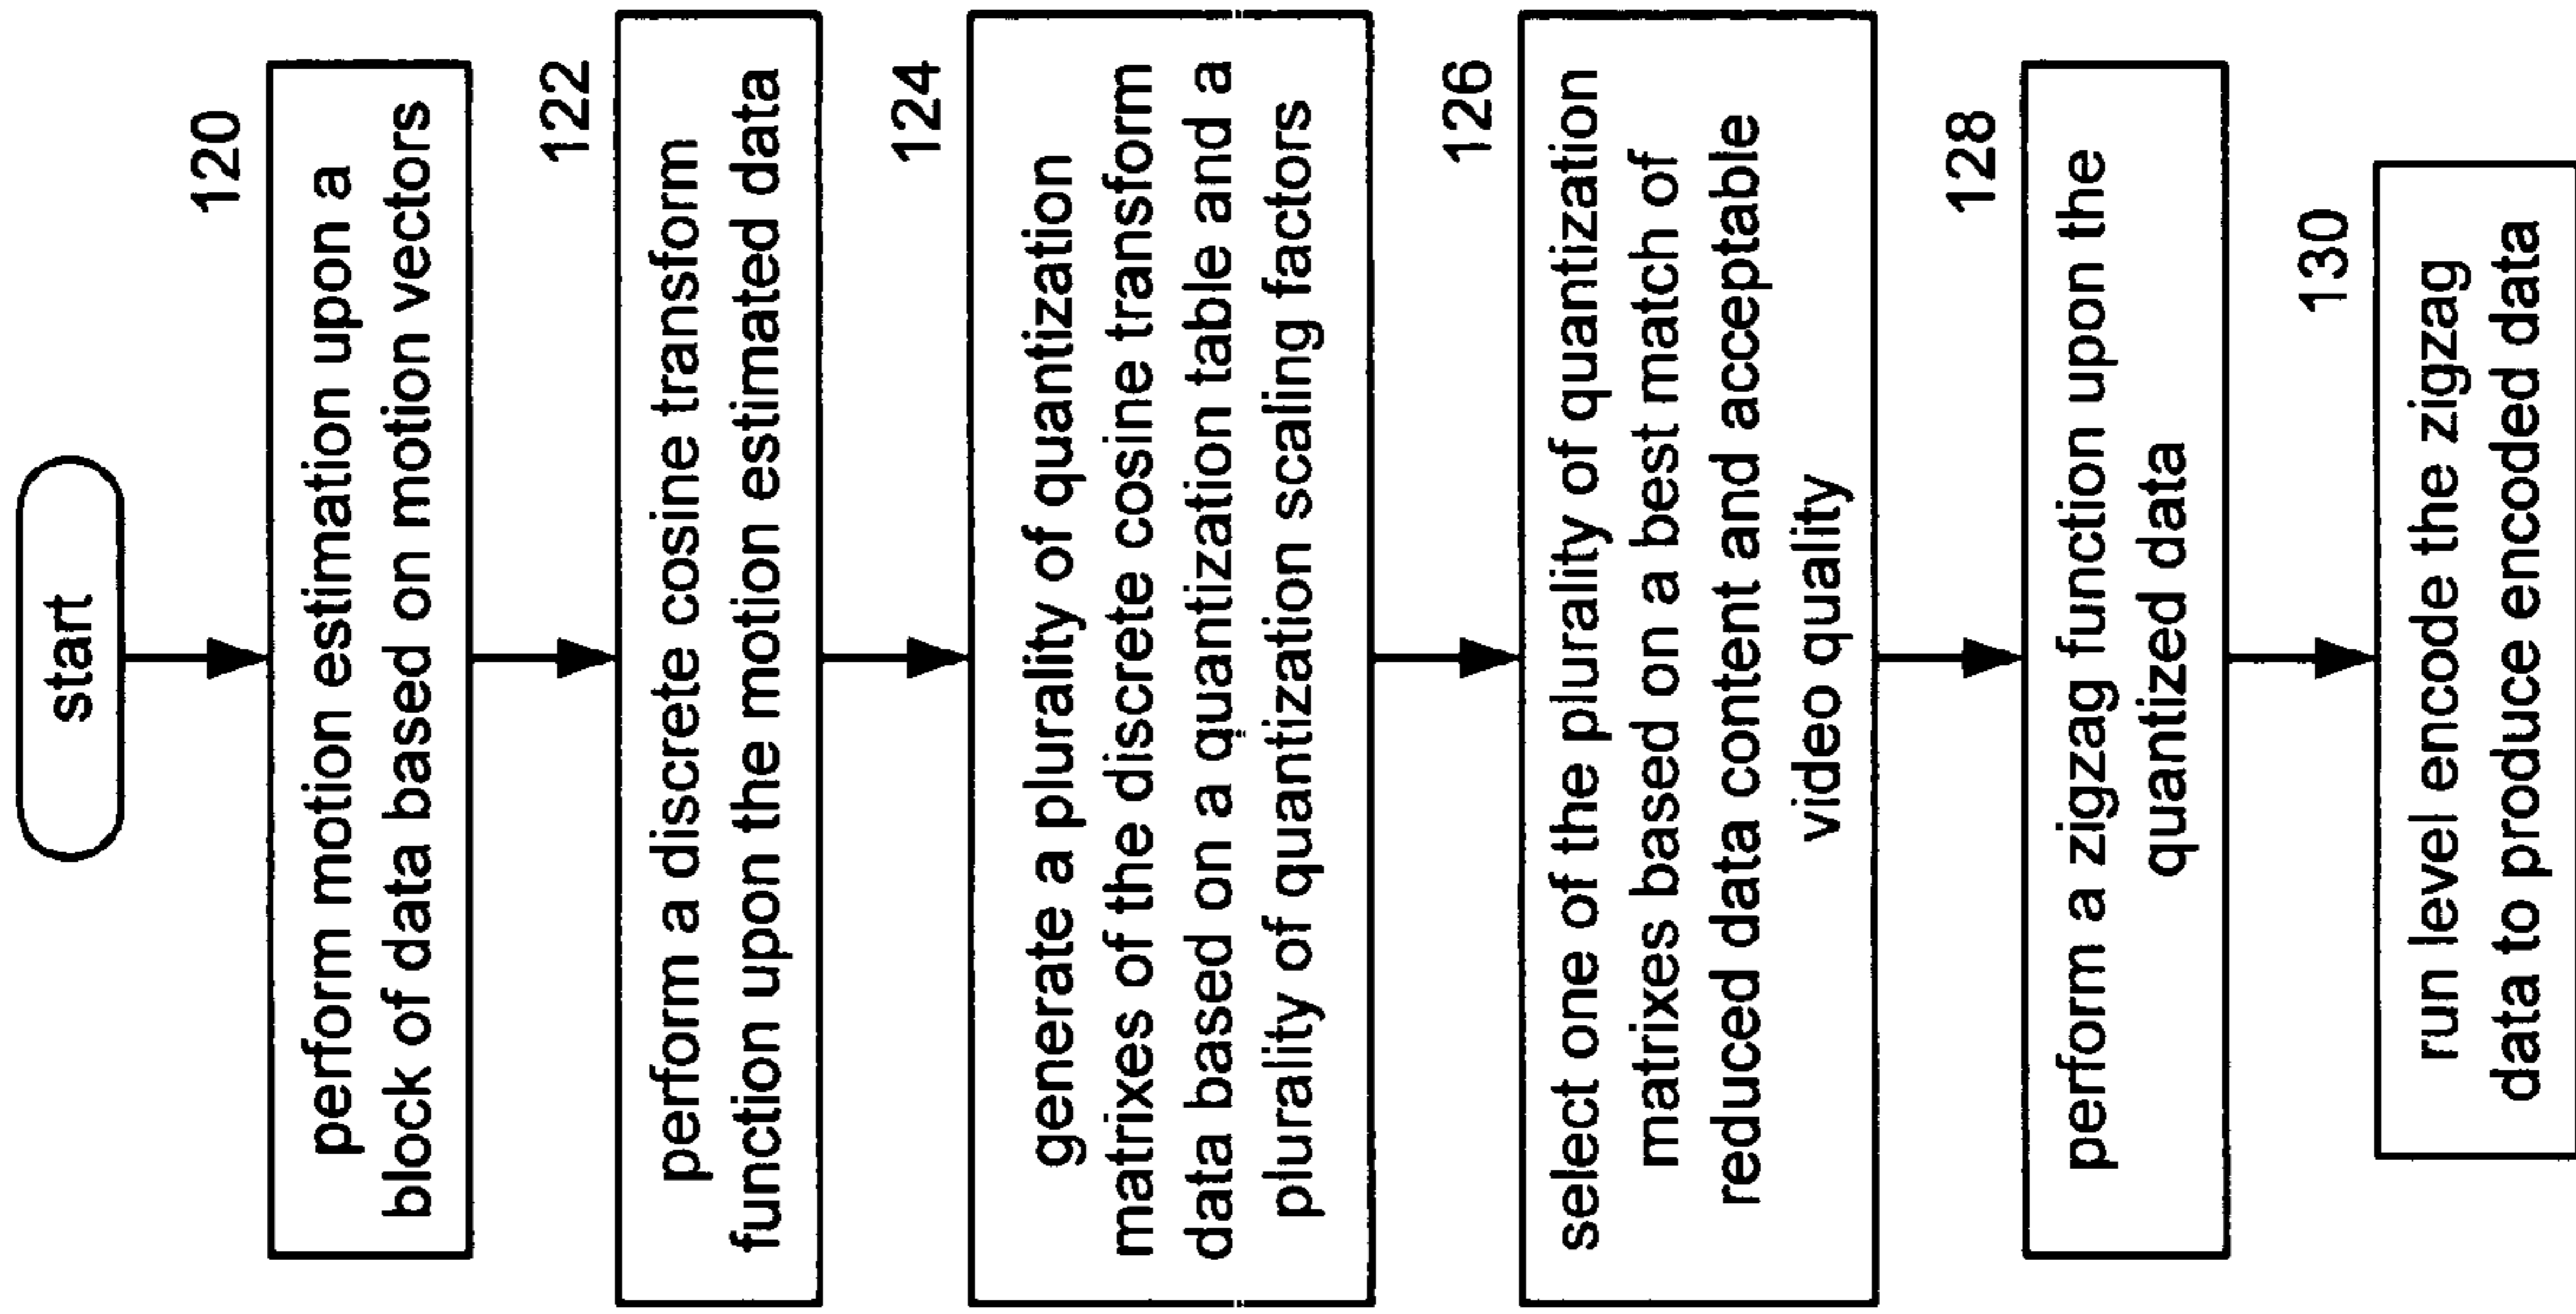 start
120
perform motion estimation upon a
block of data based on motion vectors
122
perform a discrete cosine transform
function upon the motion estimated data
124
generate a plurality of quantization
matrixes of the discrete cosine transform
data based on a quantization table and a
plurality of quantization scaling factors
126
select one of the plurality of quantization
matrixes based on a best match of
reduced data content and acceptable
video quality
128
perform a zigzag function upon the
quantized data
130
run level encode the zigzag
data to produce encoded data